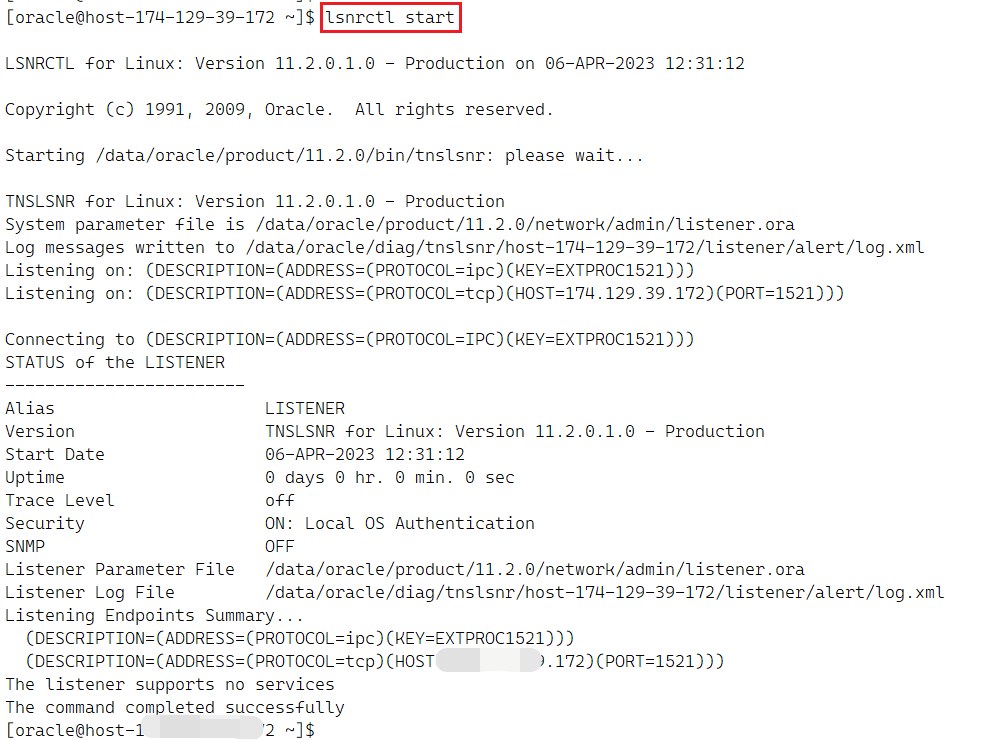 [oracle@host-174-129-39-172 ~]$ lsnrctl start
LSNRCTL for Linux: Version 11.2.0.1.0 - Production on 06-APR-2023 12:31:12
Copyright (c) 1991, 2009, Oracle.  All rights reserved.
Starting /data/oracle/product/11.2.0/bin/tnslsnr: please wait...
TNSLSNR for Linux: Version 11.2.0.1.0 - Production
System parameter file is /data/oracle/product/11.2.0/network/admin/listener.ora
Log messages written to /data/oracle/diag/tnslsnr/host-174-129-39-172/listener/alert/log.xml
Listening on: (DESCRIPTION=(ADDRESS=(PROTOCOL=ipc)(KEY=EXTPROC1521)))
Listening on: (DESCRIPTION=(ADDRESS=(PROTOCOL=tcp)(HOST=174.129.39.172)(PORT=1521)))
Connecting to (DESCRIPTION=(ADDRESS=(PROTOCOL=IPC)(KEY=EXTPROC1521)))
STATUS of the LISTENER
------------------------
Alias                     LISTENER
Version                   TNSLSNR for Linux: Version 11.2.0.1.0 - Production
Start Date                06-APR-2023 12:31:12
Uptime                    0 days 0 hr. 0 min. 0 sec
Trace Level               off
Security                  ON: Local OS Authentication
SNMP                      OFF
Listener Parameter File   /data/oracle/product/11.2.0/network/admin/listener.ora
Listener Log File         /data/oracle/diag/tnslsnr/host-174-129-39-172/listener/alert/log.xml
Listening Endpoints Summary...
  (DESCRIPTION=(ADDRESS=(PROTOCOL=ipc)(KEY=EXTPROC1521)))
  (DESCRIPTION=(ADDRESS=(PROTOCOL=tcp)(HOST .172)(PORT=1521)))
The listener supports no services
The command completed successfully
[oracle@host-1 2 ~]$